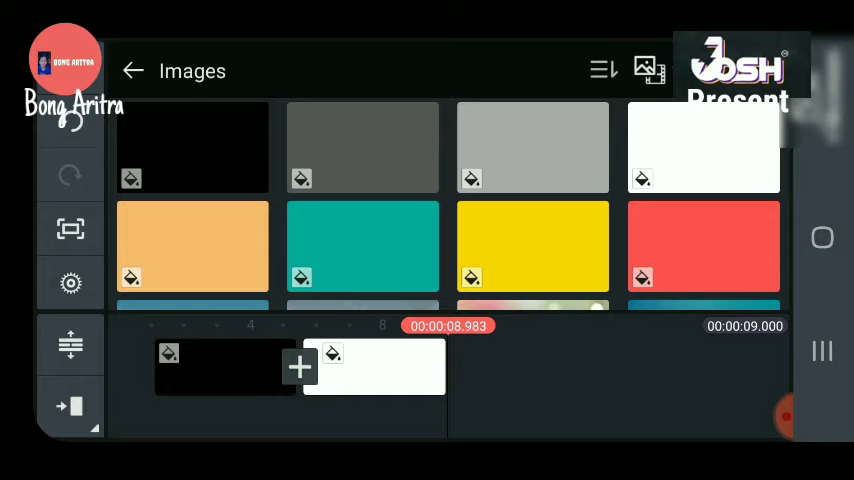 BONG ARITRA
Bong Aritra
Images
JOSH
Present
4
8
00:00:08.983
00:00:09.000